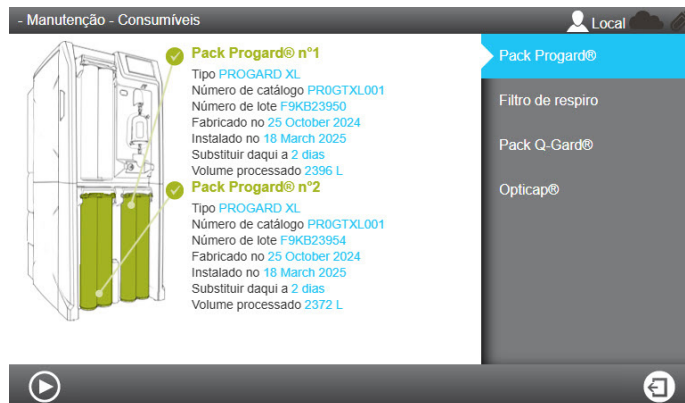 - Manutenção - Consumíveis
Local
Pack Progard® n°1
Tipo PROGARD XL
Número de catálogo PR0GTXL001
Número de lote F9KB23950
Fabricado no 25 October 2024
Instalado no 18 March 2025
Substituir daqui a 2 dias
Volume processado 2396 L
Pack Progard® n°2
Tipo PROGARD XL
Número de catálogo PR0GTXL001
Número de lote F9KB23954
Fabricado no 25 October 2024
Instalado no 18 March 2025
Substituir daqui a 2 dias
Volume processado 2372 L
Pack Progard®
Filtro de respiro
Pack Q-Gard®
Opticap®